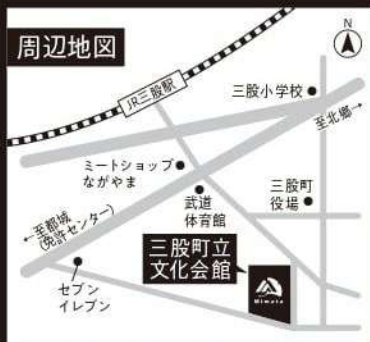 周辺地図
N
JR三股駅
三股小学校
至北郷→
ミートショップ
ながやま
武道
体育館
三股町
役場
←至都城
(免許センター)
三股町立
文化会館
Mimata
セブン
イレブン